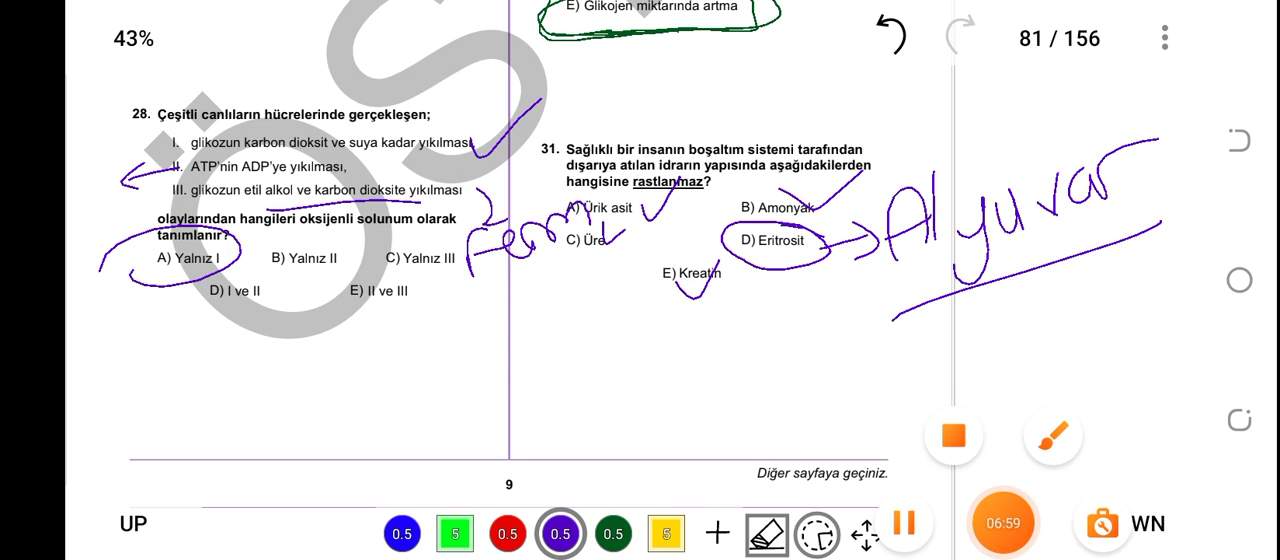 E) Glikojen miktarında artma
43%
81 / 156
28. Çeşitli canlıların hücrelerinde gerçekleşen;
I. glikozun karbon dioksit ve suya kadar yıkılması,
II. ATP'nin ADP'ye yıkılması,
III. glikozun etil alkol ve karbon dioksite yıkılması
olaylarından hangileri oksijenli solunum olarak
tanımlanır?
A) Yalnız I
B) Yalnız II
C) Yalnız III
D) I ve II
E) II ve III
Ferm
31. Sağlıklı bir insanın boşaltım sistemi tarafından
dışarıya atılan idrarın yapısında aşağıdakilerden
hangisine rastlanmaz?
A) Ürik asit
B) Amonyak
C) Üre
D) Eritrosit
E) Kreatin
Alyuvar
Diğer sayfaya geçiniz.
9
UP
0.5
5
0.5
0.5
0.5
5
06:59
WN